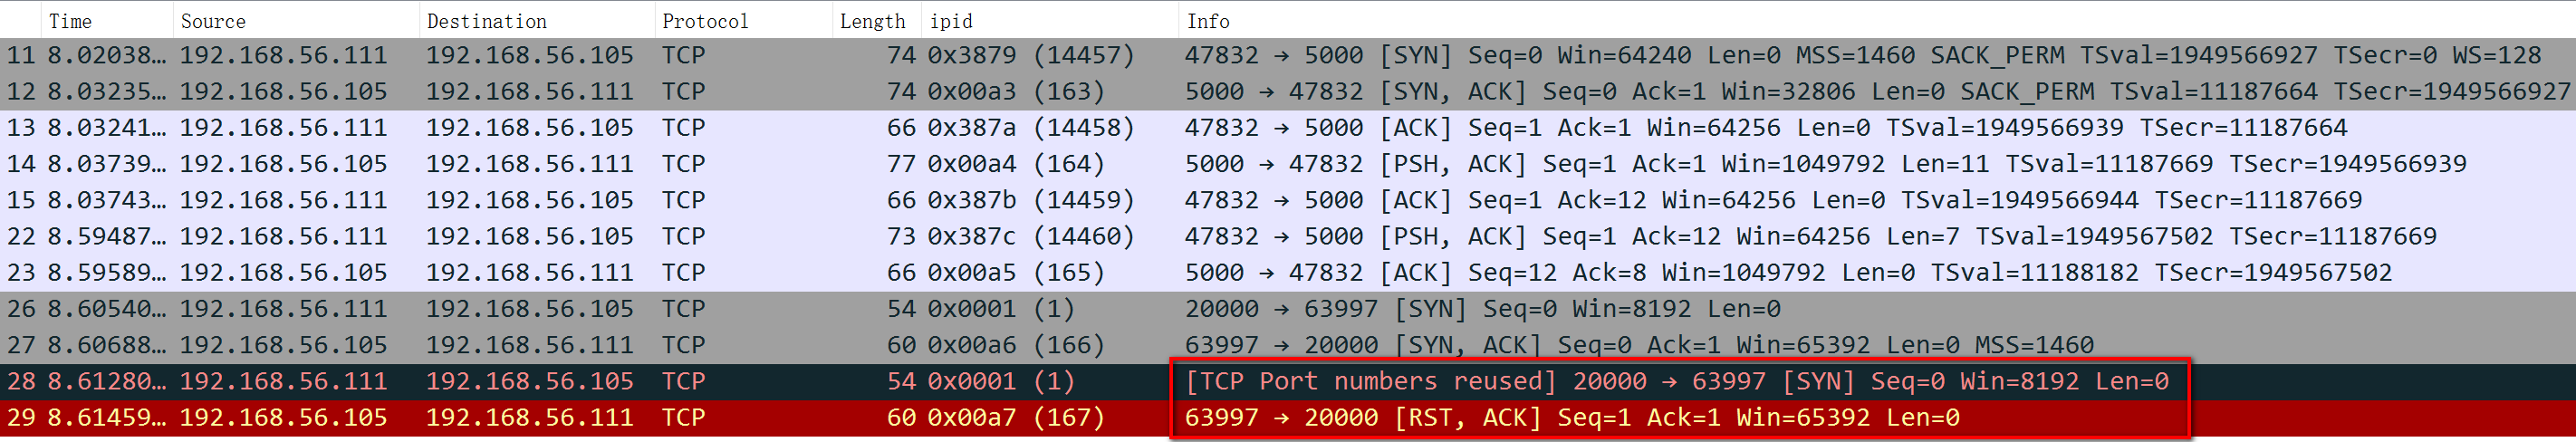 Time Source Destination Protocol Length ipid Info
11 8.02038… 192.168.56.111 192.168.56.105 TCP 74 0x3879 (14457) 47832 → 5000 [SYN] Seq=0 Win=64240 Len=0 MSS=1460 SACK_PERM TSval=1949566927 TSecr=0 WS=128
12 8.03235… 192.168.56.105 192.168.56.111 TCP 74 0x00a3 (163) 5000 → 47832 [SYN, ACK] Seq=0 Ack=1 Win=32806 Len=0 SACK_PERM TSval=11187664 TSecr=1949566927
13 8.03241… 192.168.56.111 192.168.56.105 TCP 66 0x387a (14458) 47832 → 5000 [ACK] Seq=1 Ack=1 Win=64256 Len=0 TSval=1949566939 TSecr=11187664
14 8.03739… 192.168.56.105 192.168.56.111 TCP 77 0x00a4 (164) 5000 → 47832 [PSH, ACK] Seq=1 Ack=1 Win=1049792 Len=11 TSval=11187669 TSecr=1949566939
15 8.03743… 192.168.56.111 192.168.56.105 TCP 66 0x387b (14459) 47832 → 5000 [ACK] Seq=1 Ack=12 Win=64256 Len=0 TSval=1949566944 TSecr=11187669
22 8.59487… 192.168.56.111 192.168.56.105 TCP 73 0x387c (14460) 47832 → 5000 [PSH, ACK] Seq=1 Ack=12 Win=64256 Len=7 TSval=1949567502 TSecr=11187669
23 8.59589… 192.168.56.105 192.168.56.111 TCP 66 0x00a5 (165) 5000 → 47832 [ACK] Seq=12 Ack=8 Win=1049792 Len=0 TSval=11188182 TSecr=1949567502
26 8.60540… 192.168.56.111 192.168.56.105 TCP 54 0x0001 (1) 20000 → 63997 [SYN] Seq=0 Win=8192 Len=0
27 8.60688… 192.168.56.105 192.168.56.111 TCP 60 0x00a6 (166) 63997 → 20000 [SYN, ACK] Seq=0 Ack=1 Win=65392 Len=0 MSS=1460
28 8.61280… 192.168.56.111 192.168.56.105 TCP 54 0x0001 (1) [TCP Port numbers reused] 20000 → 63997 [SYN] Seq=0 Win=8192 Len=0
29 8.61459… 192.168.56.105 192.168.56.111 TCP 60 0x00a7 (167) 63997 → 20000 [RST, ACK] Seq=1 Ack=1 Win=65392 Len=0